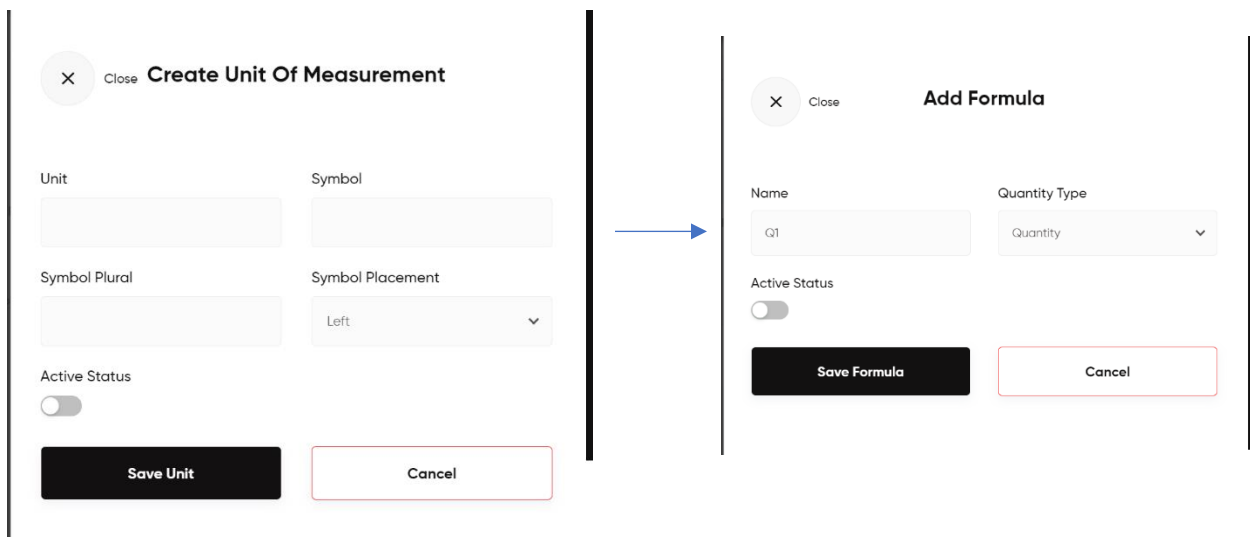 Close Create Unit Of Measurement
Unit
Symbol
Symbol Plural
Symbol Placement
Left
Active Status
Save Unit
Cancel
Close
Add Formula
Name
Quantity Type
Q1
Quantity
Active Status
Save Formula
Cancel